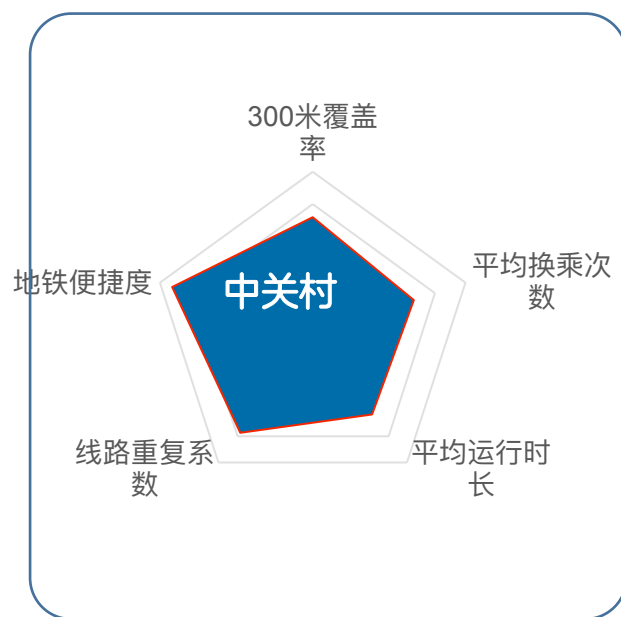 300米覆盖
率
平均换乘次
数
地铁便捷度
中关村
线路重复系
数
平均运行时
长